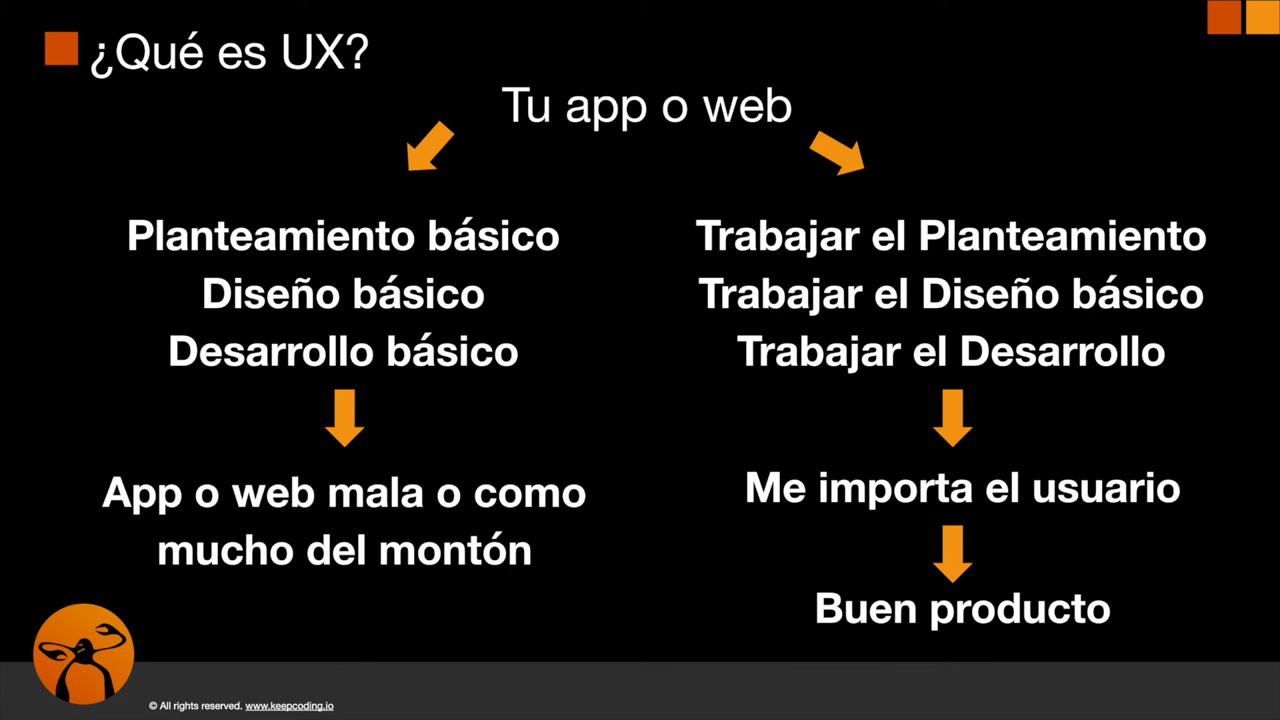 ¿Qué es UX?
Tu app o web
Planteamiento básico
Diseño básico
Desarrollo básico
App o web mala o como
mucho del montón
Trabajar el Planteamiento
Trabajar el Diseño básico
Trabajar el Desarrollo
Me importa el usuario
Buen producto
© All rights reserved. www.keepcoding.io